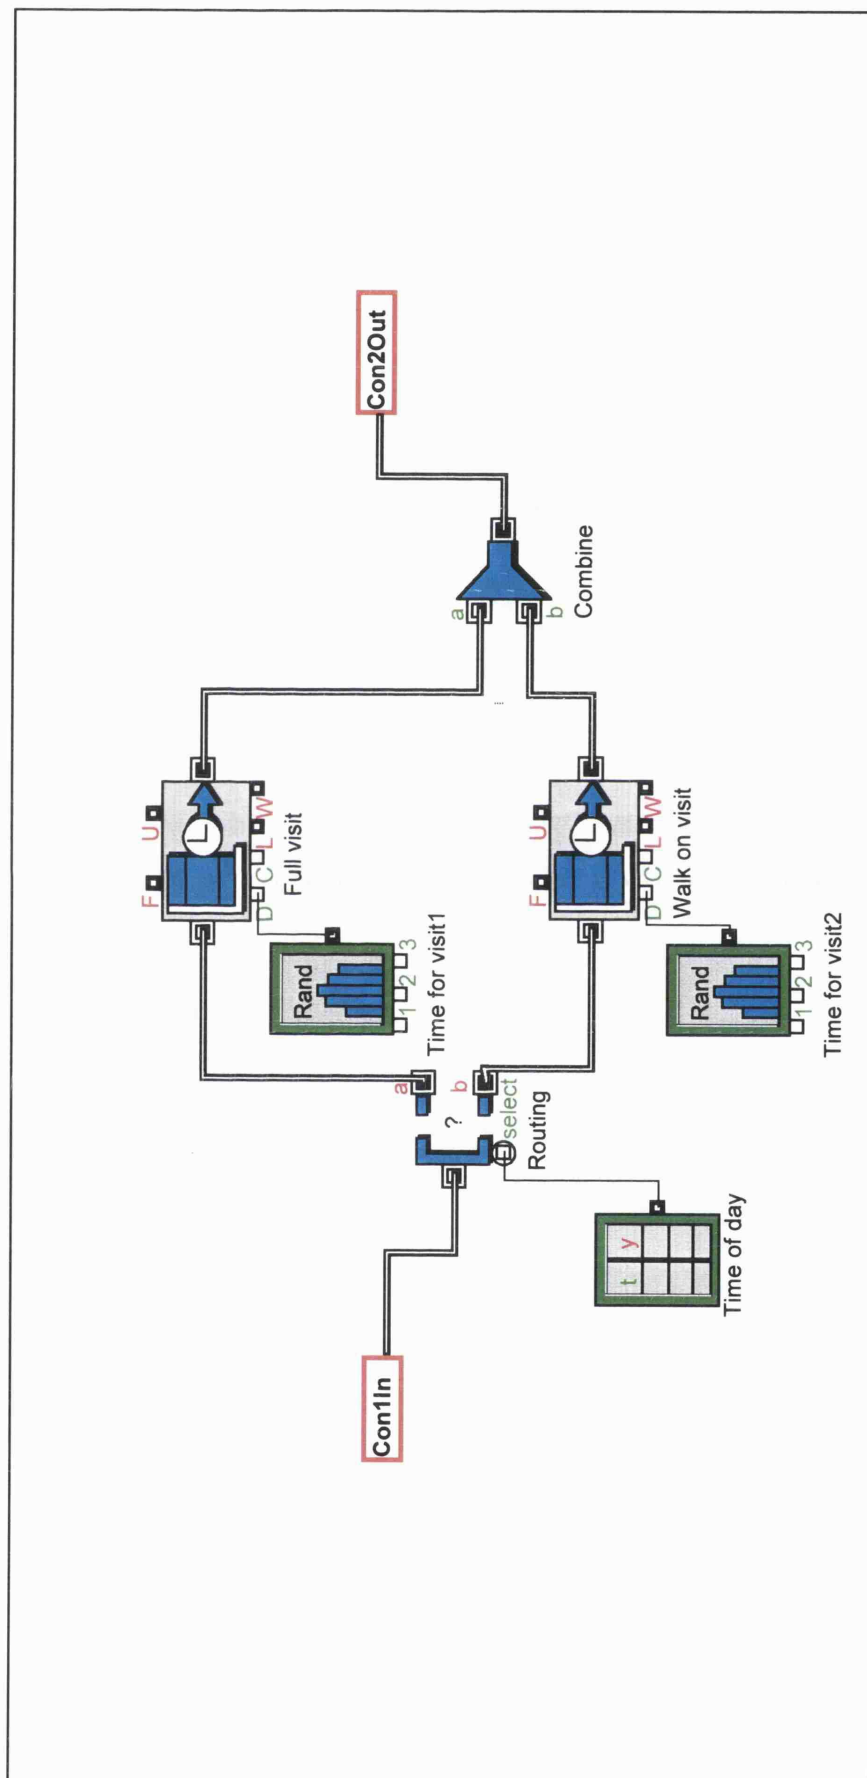 Con1In
t y
Time of day
?
select
Routing
a
b
F U
D C L W
Full visit
Rand
1 2 3
Time for visit1
F U
D C L W
Walk on visit
Rand
1 2 3
Time for visit2
a
b
Combine
Con2Out